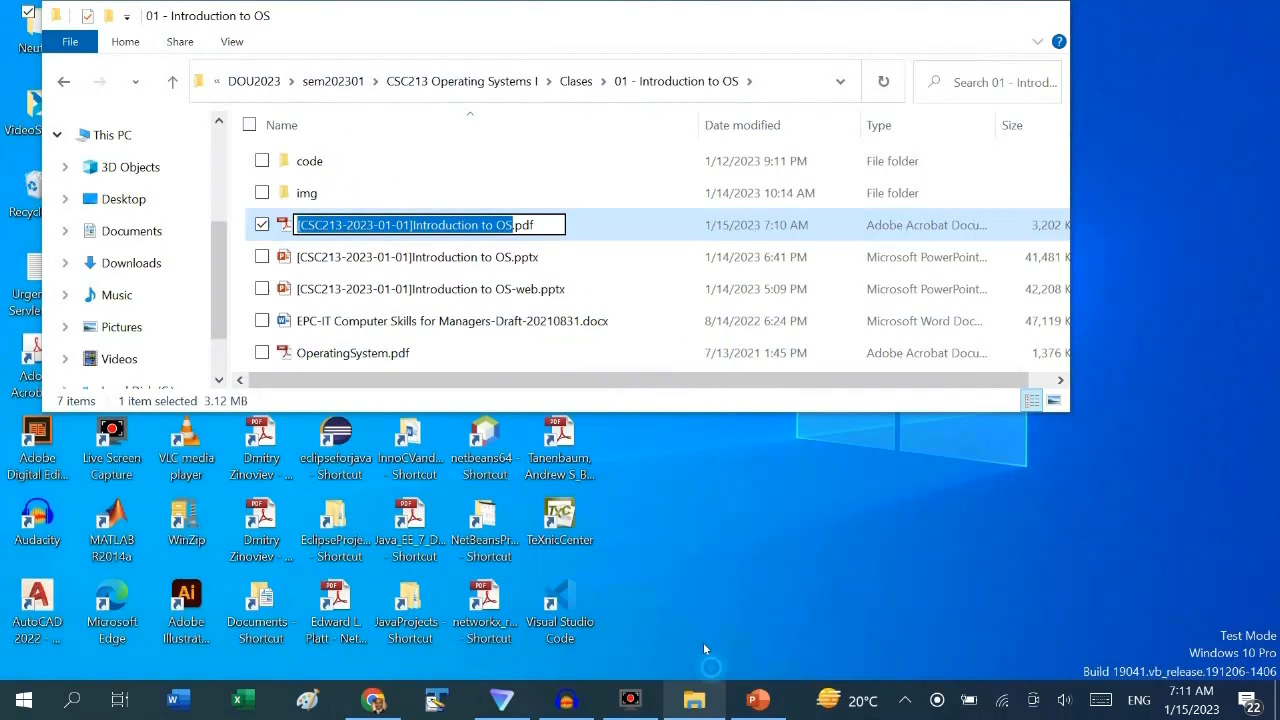 01 - Introduction to OS
File
Home
Share
View
« DOU2023 > sem202301 > CSC213 Operating Systems I > Clases > 01 - Introduction to OS >
Search 01 - Introd...
Name
Date modified
Type
Size
This PC
3D Objects
Desktop
Documents
Downloads
Music
Pictures
Videos
code 1/12/2023 9:11 PM File folder
img 1/14/2023 10:14 AM File folder
[CSC213-2023-01-01]Introduction to OS.pdf 1/15/2023 7:10 AM Adobe Acrobat Docu... 3,202 K
[CSC213-2023-01-01]Introduction to OS.pptx 1/14/2023 6:41 PM Microsoft PowerPoint... 41,481 K
[CSC213-2023-01-01]Introduction to OS-web.pptx 1/14/2023 5:09 PM Microsoft PowerPoint... 42,208 K
EPC-IT Computer Skills for Managers-Draft-20210831.docx 8/14/2022 6:24 PM Microsoft Word Doc... 47,119 K
OperatingSystem.pdf 7/13/2021 1:45 PM Adobe Acrobat Docu... 1,376 K
7 items
1 item selected 3.12 MB
Neut
VideoS
Recyc
Urgen
Servle
Ado
Acrob
Adobe
Digital Edi...
Live Screen
Capture
VLC media
player
Dmitry
Zinoviev - ...
eclipseforjava
- Shortcut
InnoCVand...
- Shortcut
netbeans64 -
Shortcut
Tanenbaum,
Andrew S_B...
Audacity
MATLAB
R2014a
WinZip
Dmitry
Zinoviev - ...
EclipseProje...
- Shortcut
Java_EE_7_D...
- Shortcut
NetBeansPr...
- Shortcut
TeXnicCenter
AutoCAD
2022 - ...
Microsoft
Edge
Adobe
Illustrat...
Documents -
Shortcut
Edward L.
Platt - Net...
JavaProjects -
Shortcut
networkx_r...
- Shortcut
Visual Studio
Code
Test Mode
Windows 10 Pro
Build 19041.vb_release.191206-1406
20°C
ENG
7:11 AM
1/15/2023
22